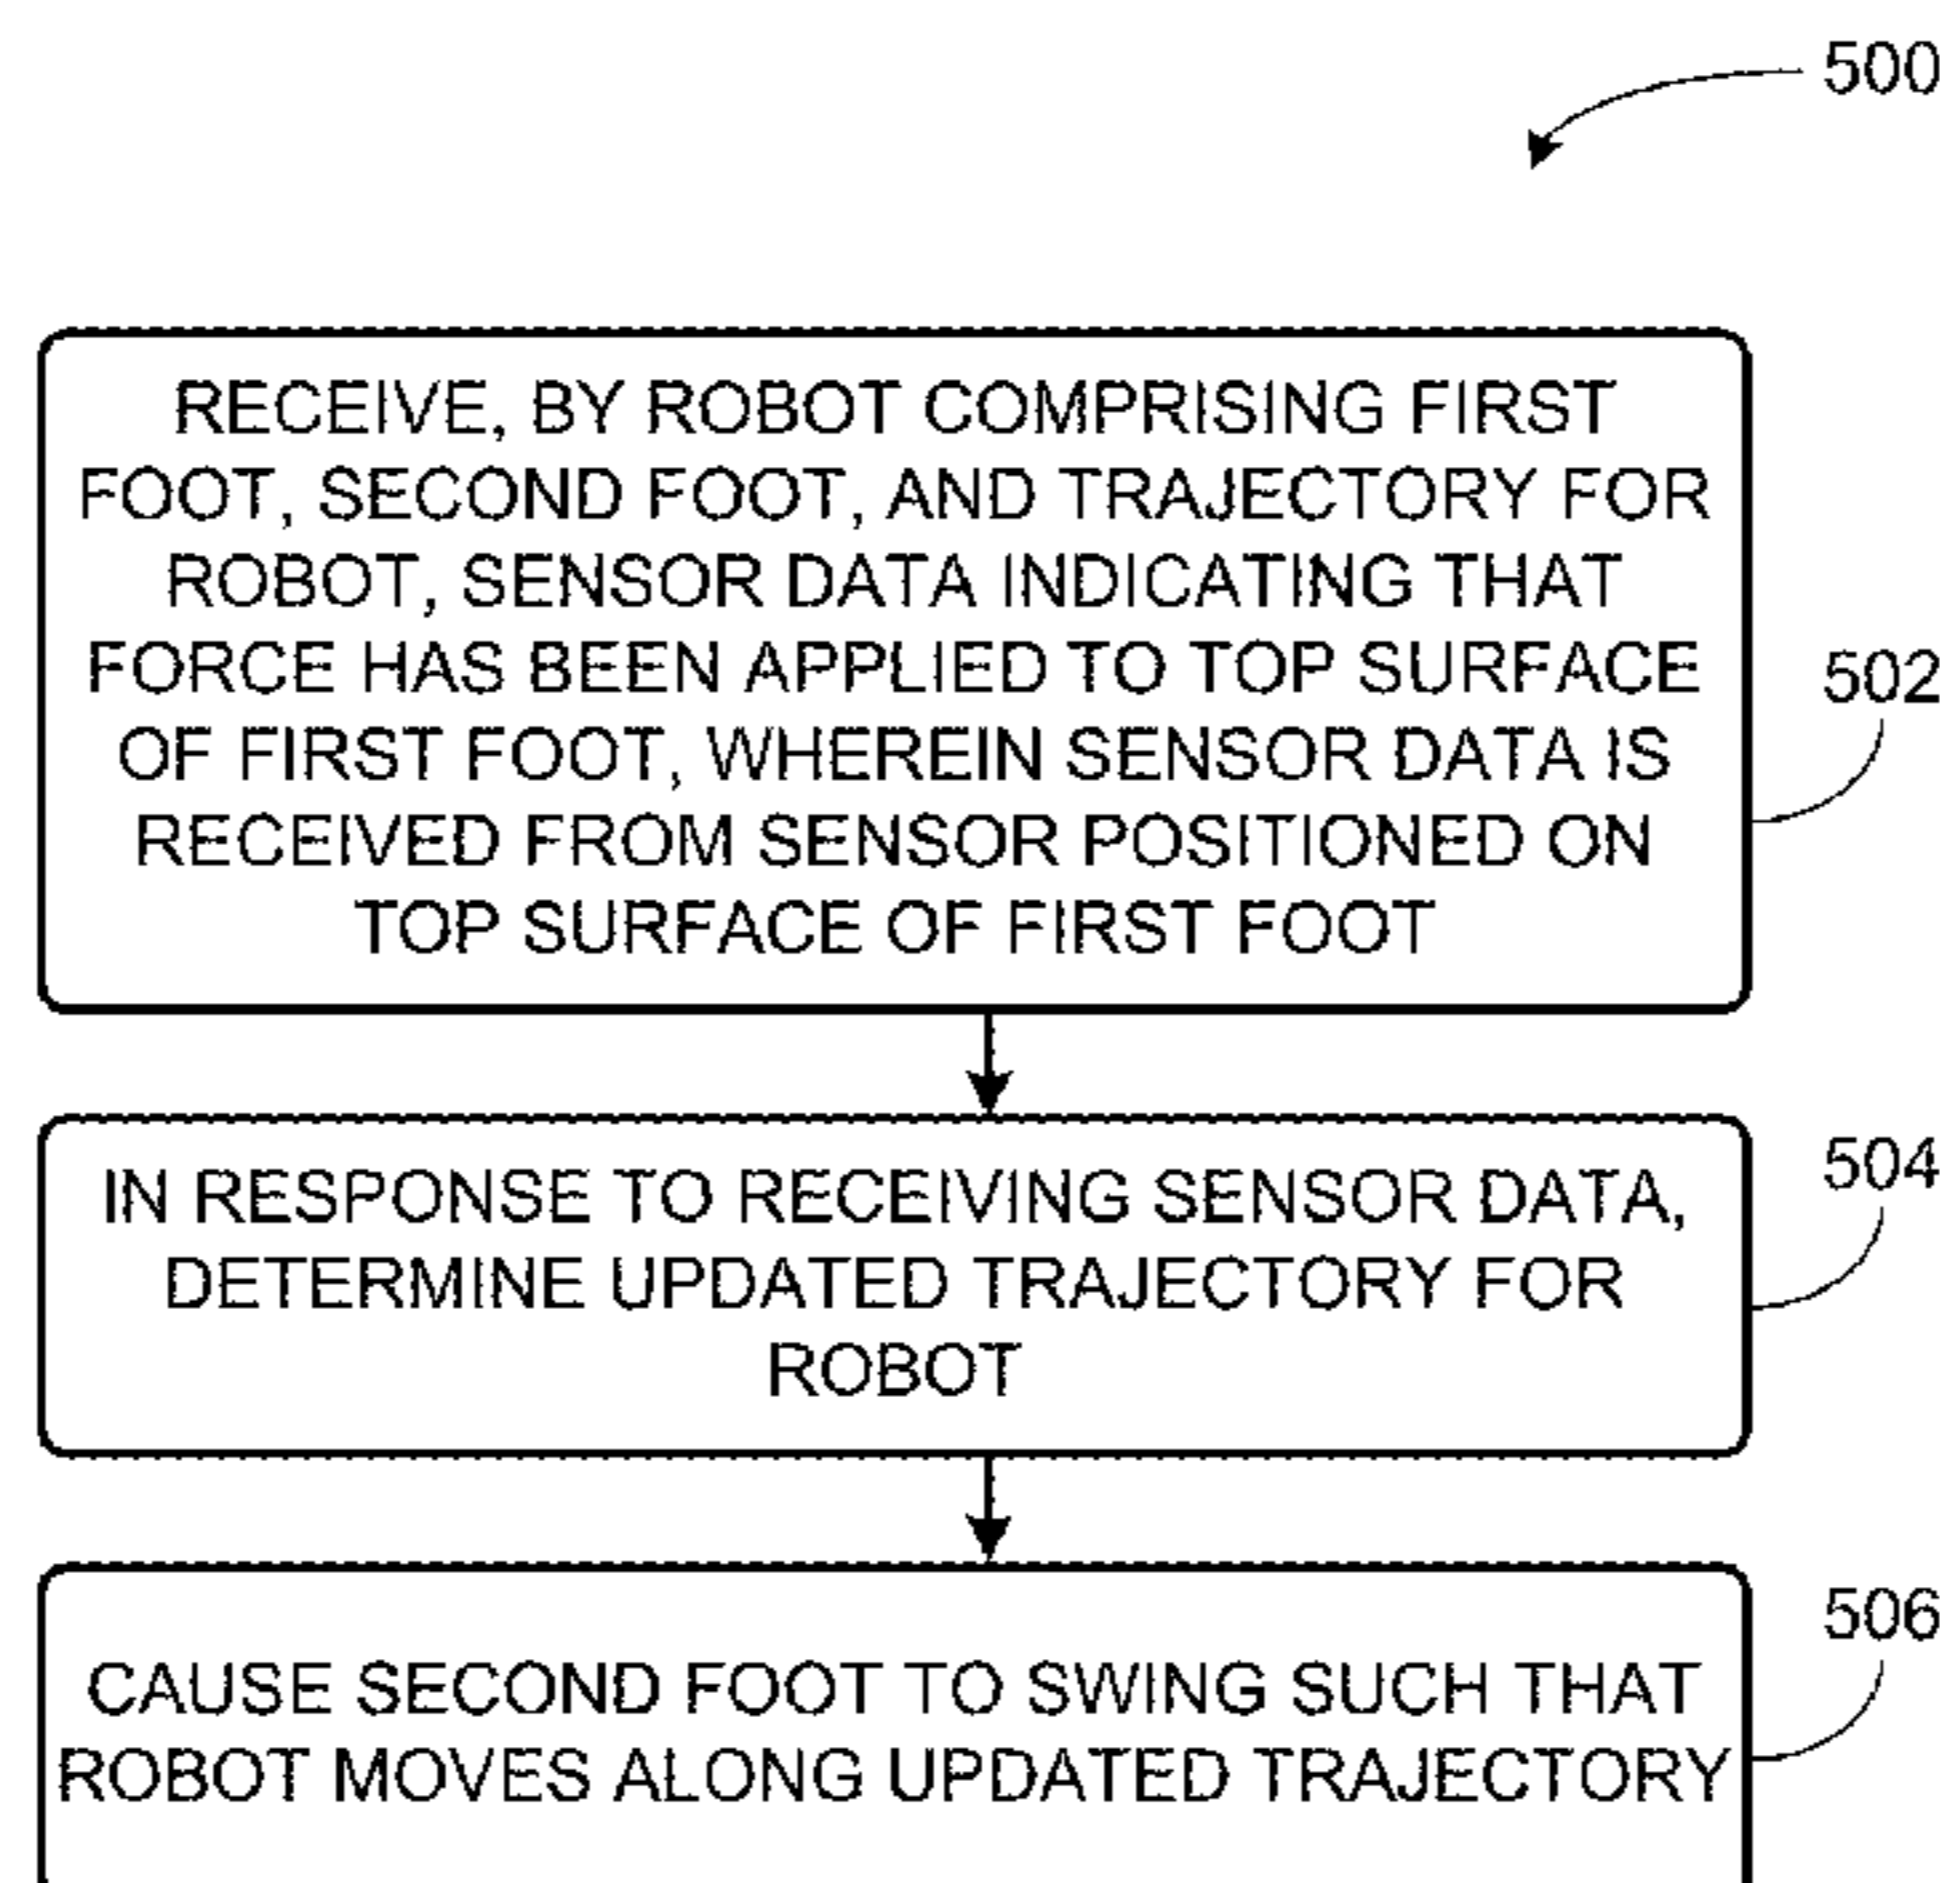 500
RECEIVE, BY ROBOT COMPRISING FIRST
FOOT, SECOND FOOT, AND TRAJECTORY FOR
ROBOT, SENSOR DATA INDICATING THAT
FORCE HAS BEEN APPLIED TO TOP SURFACE
OF FIRST FOOT, WHEREIN SENSOR DATA IS
RECEIVED FROM SENSOR POSITIONED ON
TOP SURFACE OF FIRST FOOT
502
IN RESPONSE TO RECEIVING SENSOR DATA,
DETERMINE UPDATED TRAJECTORY FOR
ROBOT
504
CAUSE SECOND FOOT TO SWING SUCH THAT
ROBOT MOVES ALONG UPDATED TRAJECTORY
506